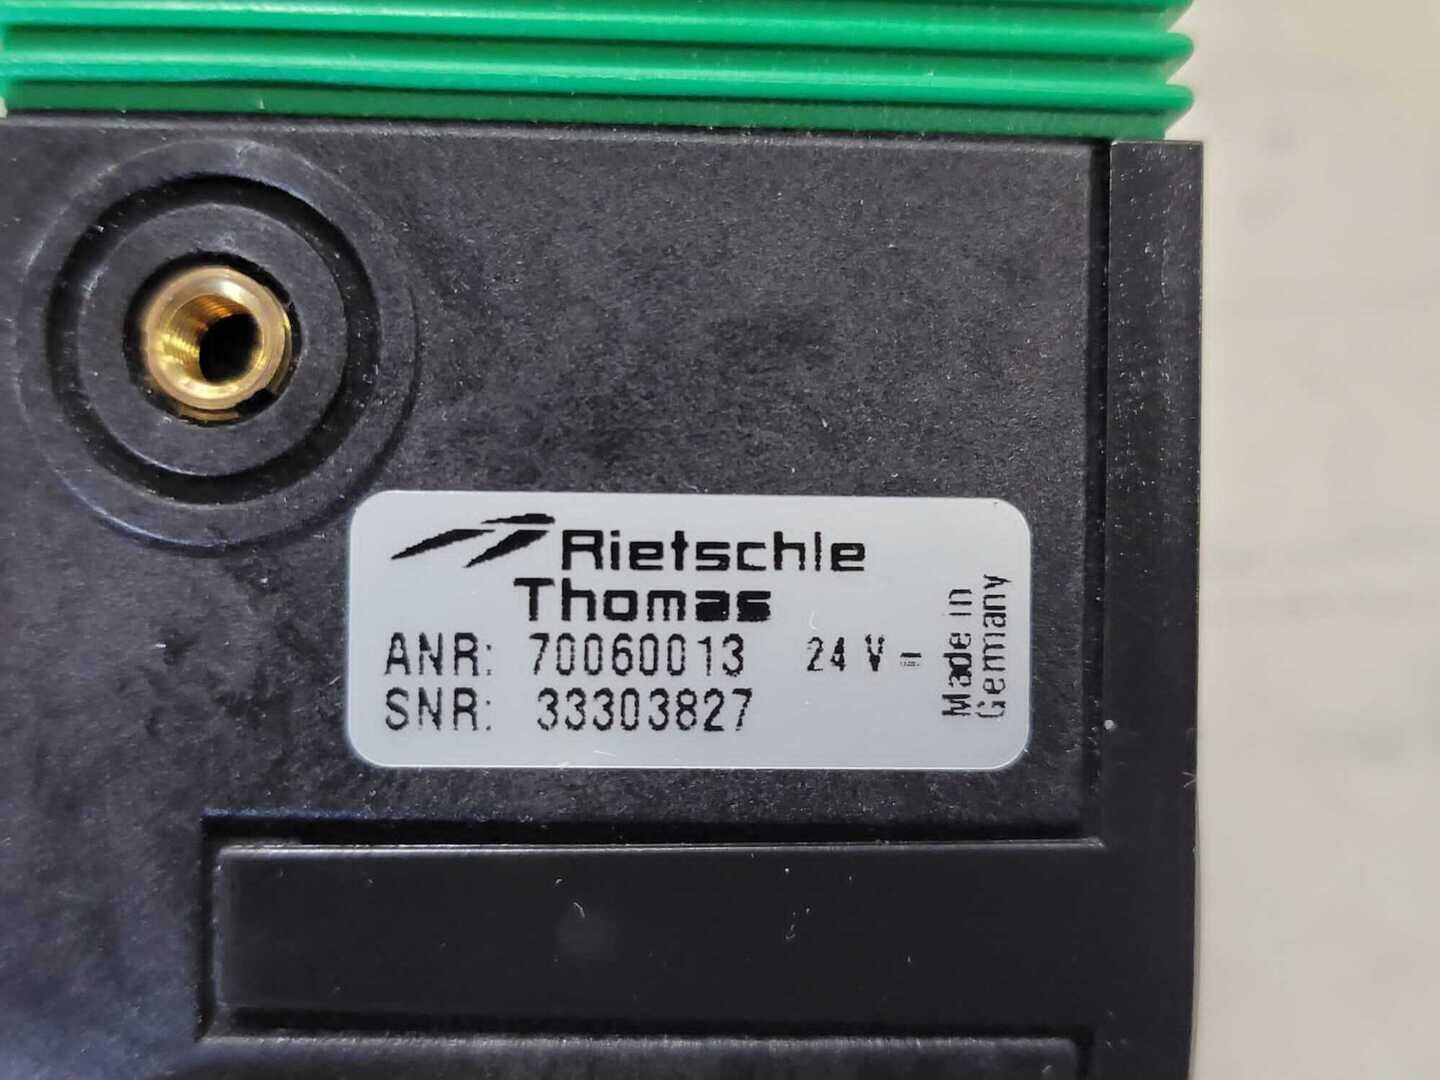 Rietschle
Thomas
ANR: 70060013 24 V ⎓
SNR: 33303827
Made in
Germany